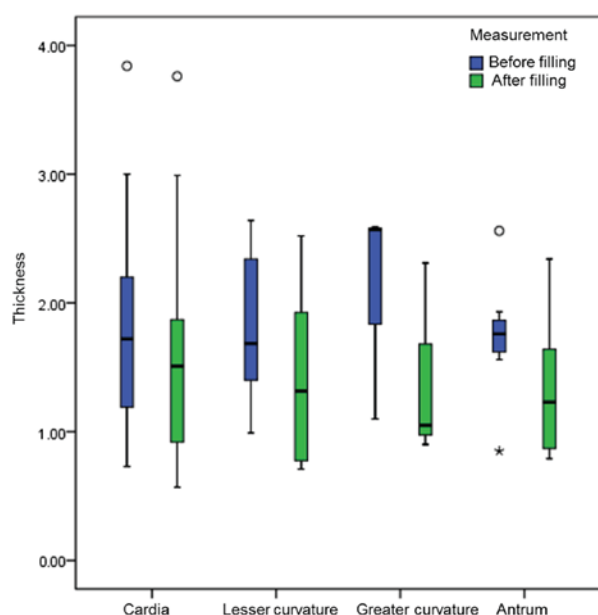 Measurement
Before filling
After filling
4.00
3.00
2.00
1.00
0.00
Thickness
Cardia
Lesser curvature
Greater curvature
Antrum